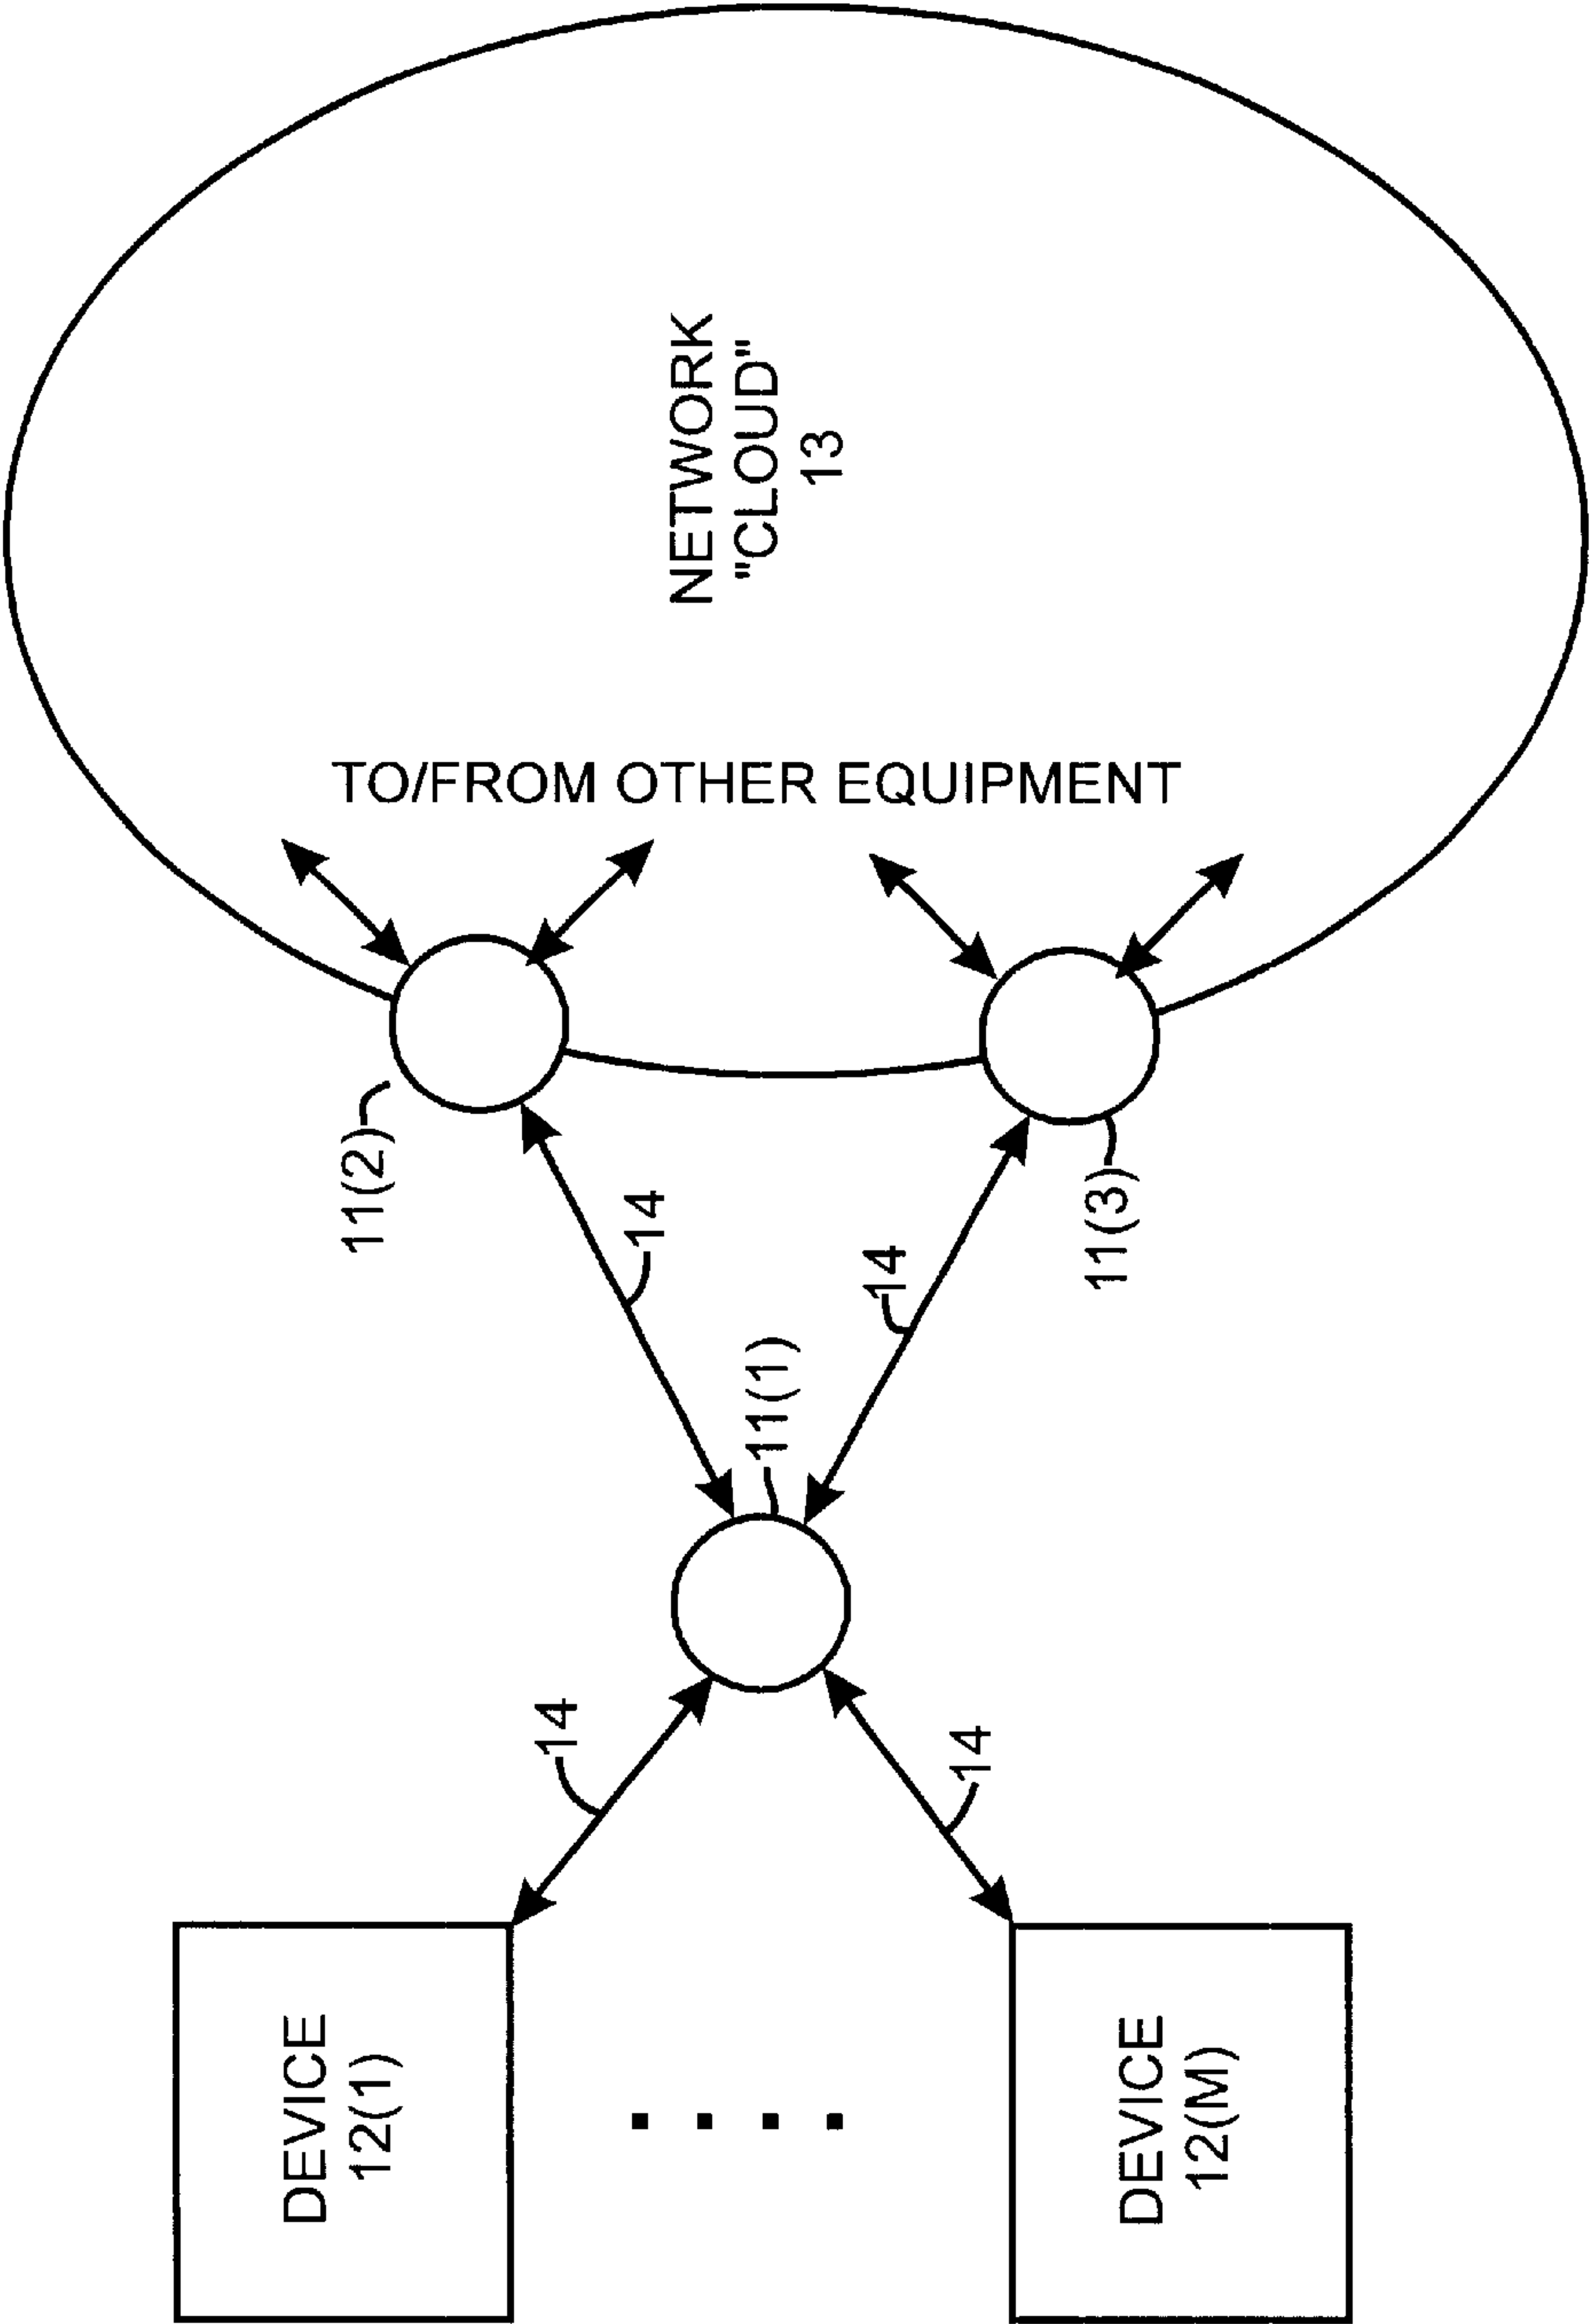 NETWORK
"CLOUD"
13
TO/FROM OTHER EQUIPMENT
11(2)
14
14
11(3)
11(1)
14
14
DEVICE
12(1)
DEVICE
12(M)